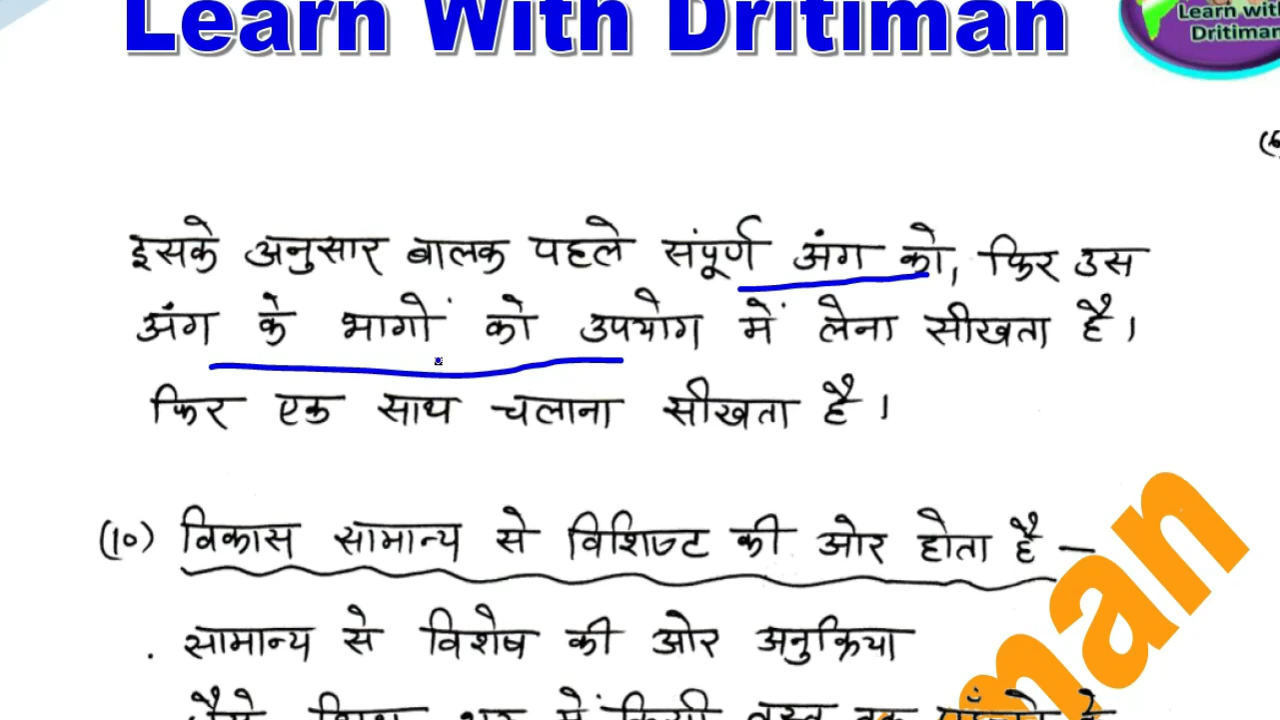 Learn With Dritiman
Learn with
Dritiman
इसके अनुसार बालक पहले संपूर्ण अंग को, फिर उस
अंग के भागों को उपयोग में लेना सीखता है।
फिर एक साथ चलाना सीखता है।
(10) विकास सामान्य से विशिष्ट की ओर होता है —
. सामान्य से विशेष की ओर अनुक्रिया
man